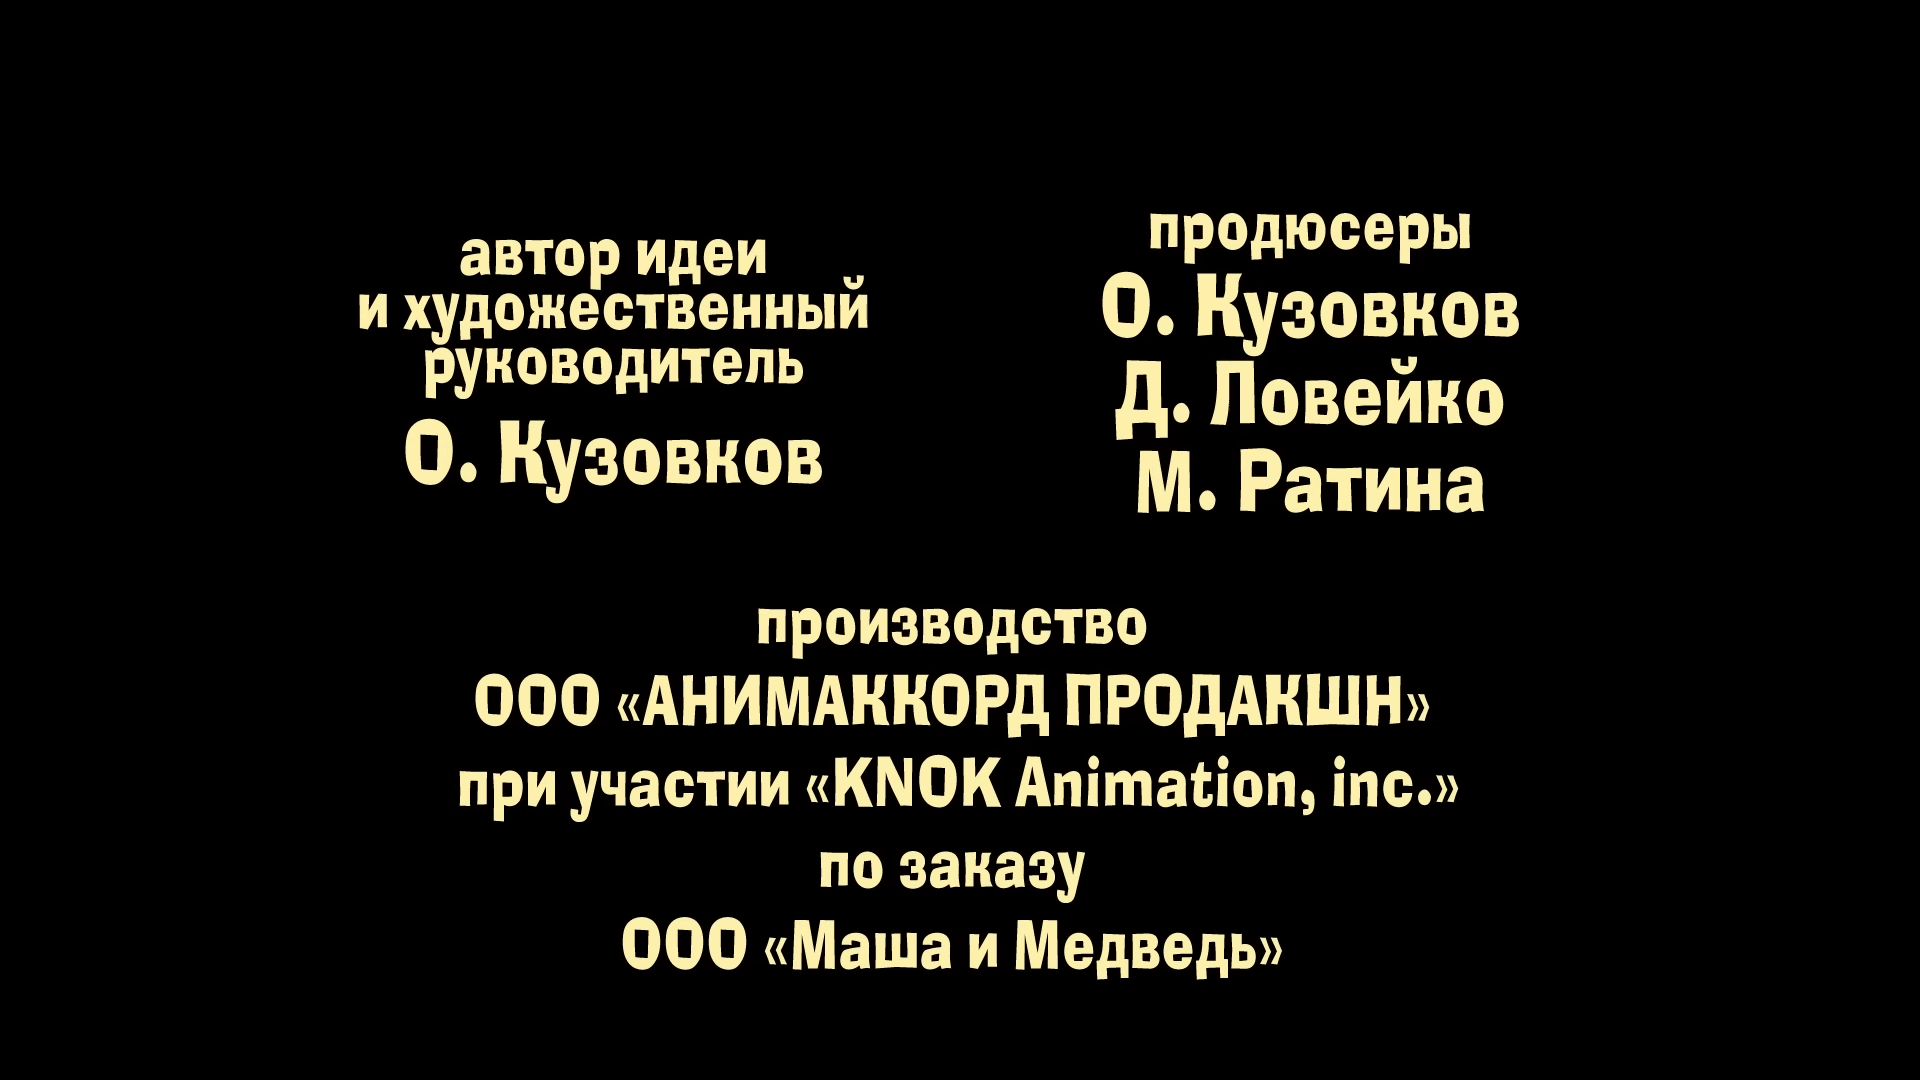 автор идеи
и художественный
руководитель
О. Кузовков
продюсеры
О. Кузовков
Д. Ловейко
М. Ратина
производство
ООО «АНИМАККОРД ПРОДАКШН»
при участии «KNOK Animation, inc.»
по заказу
ООО «Маша и Медведь»